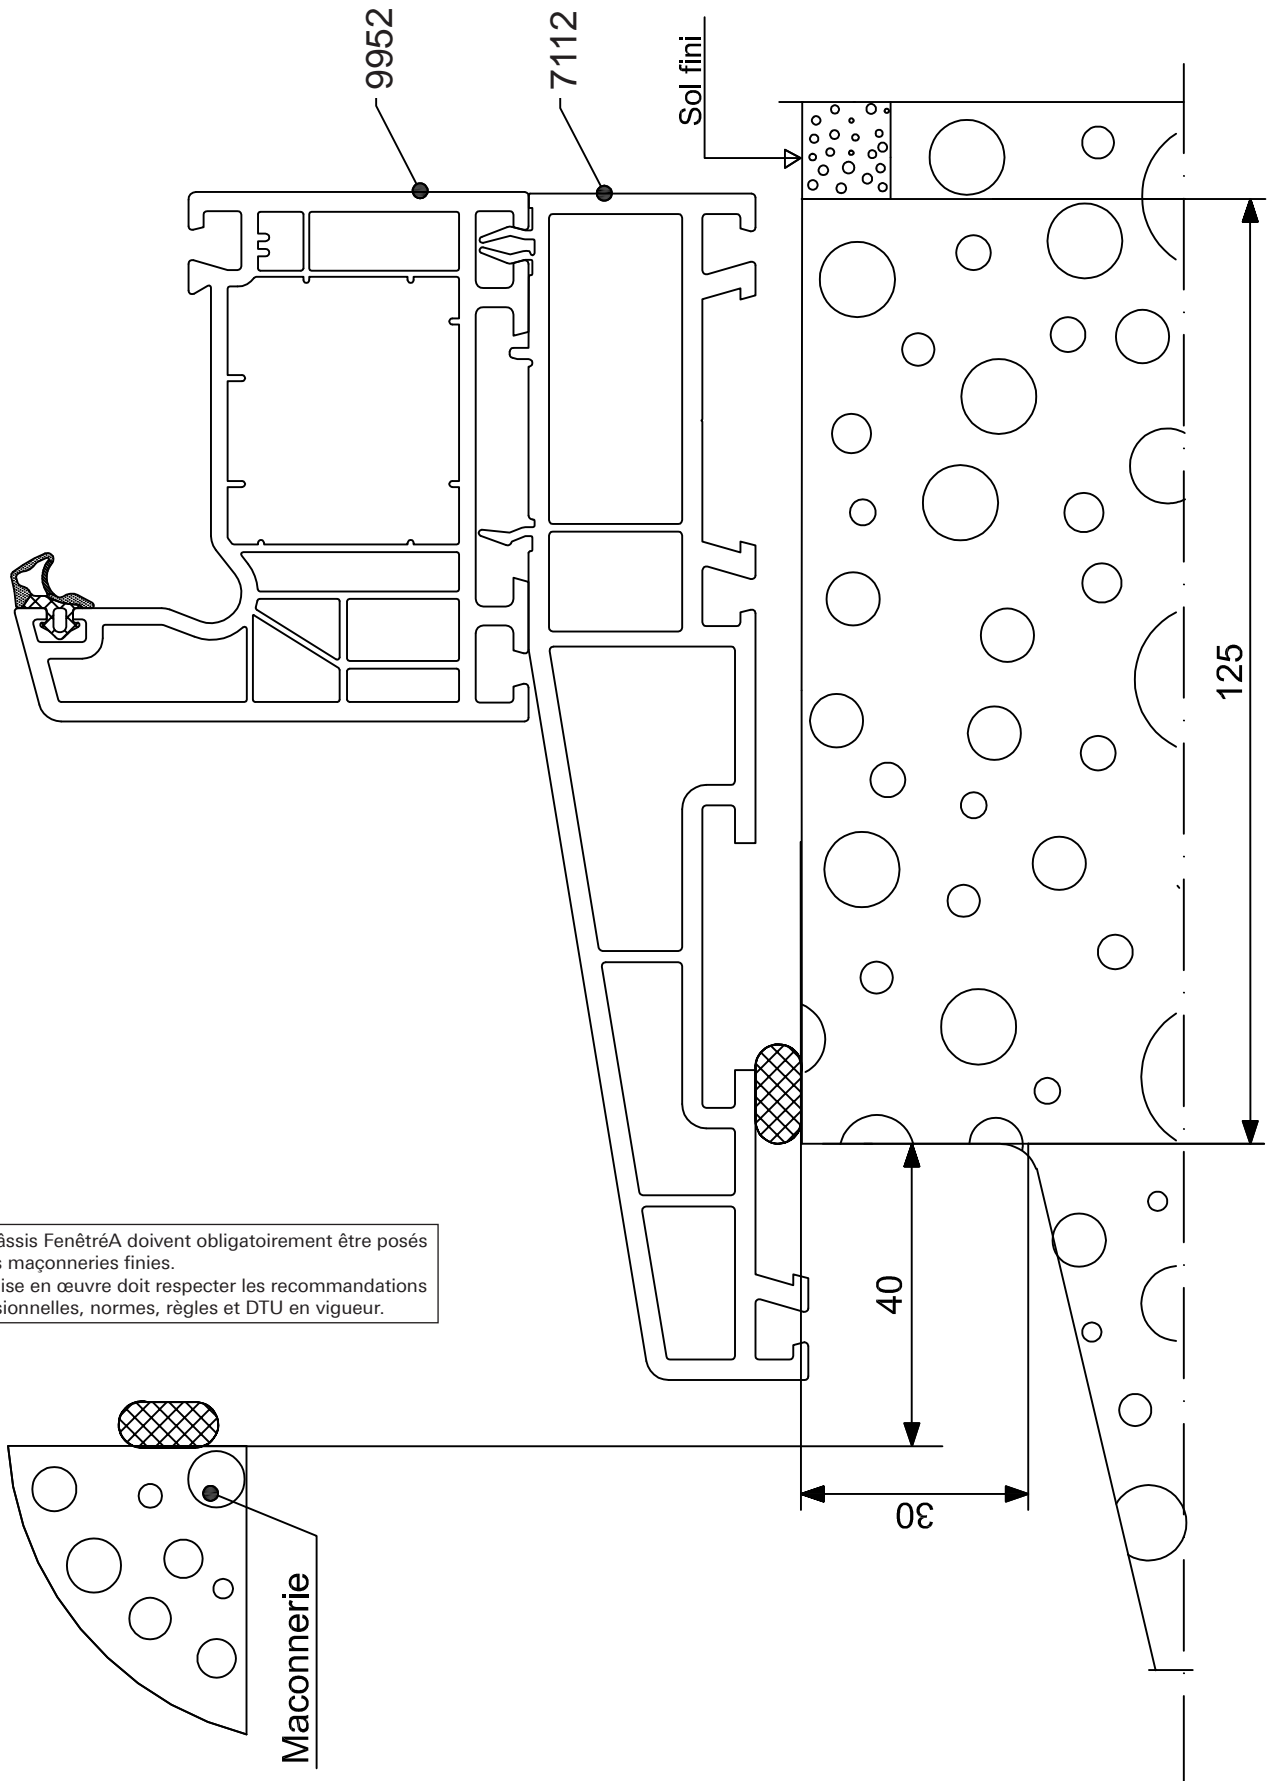 9952
7112
Sol fini
125
âssis FenêtréA doivent obligatoirement être posés
s maçonneries finies.
ise en œuvre doit respecter les recommandations
sionnelles, normes, règles et DTU en vigueur.
40
30
Maconnerie